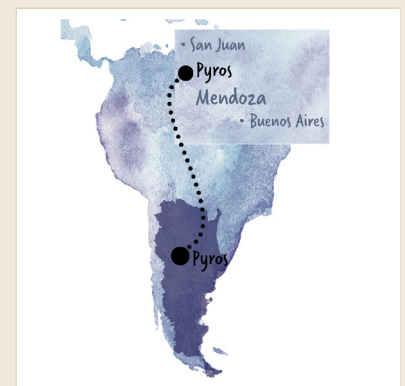 • San Juan
Pyros
Mendoza
• Buenos Aires
Pyros